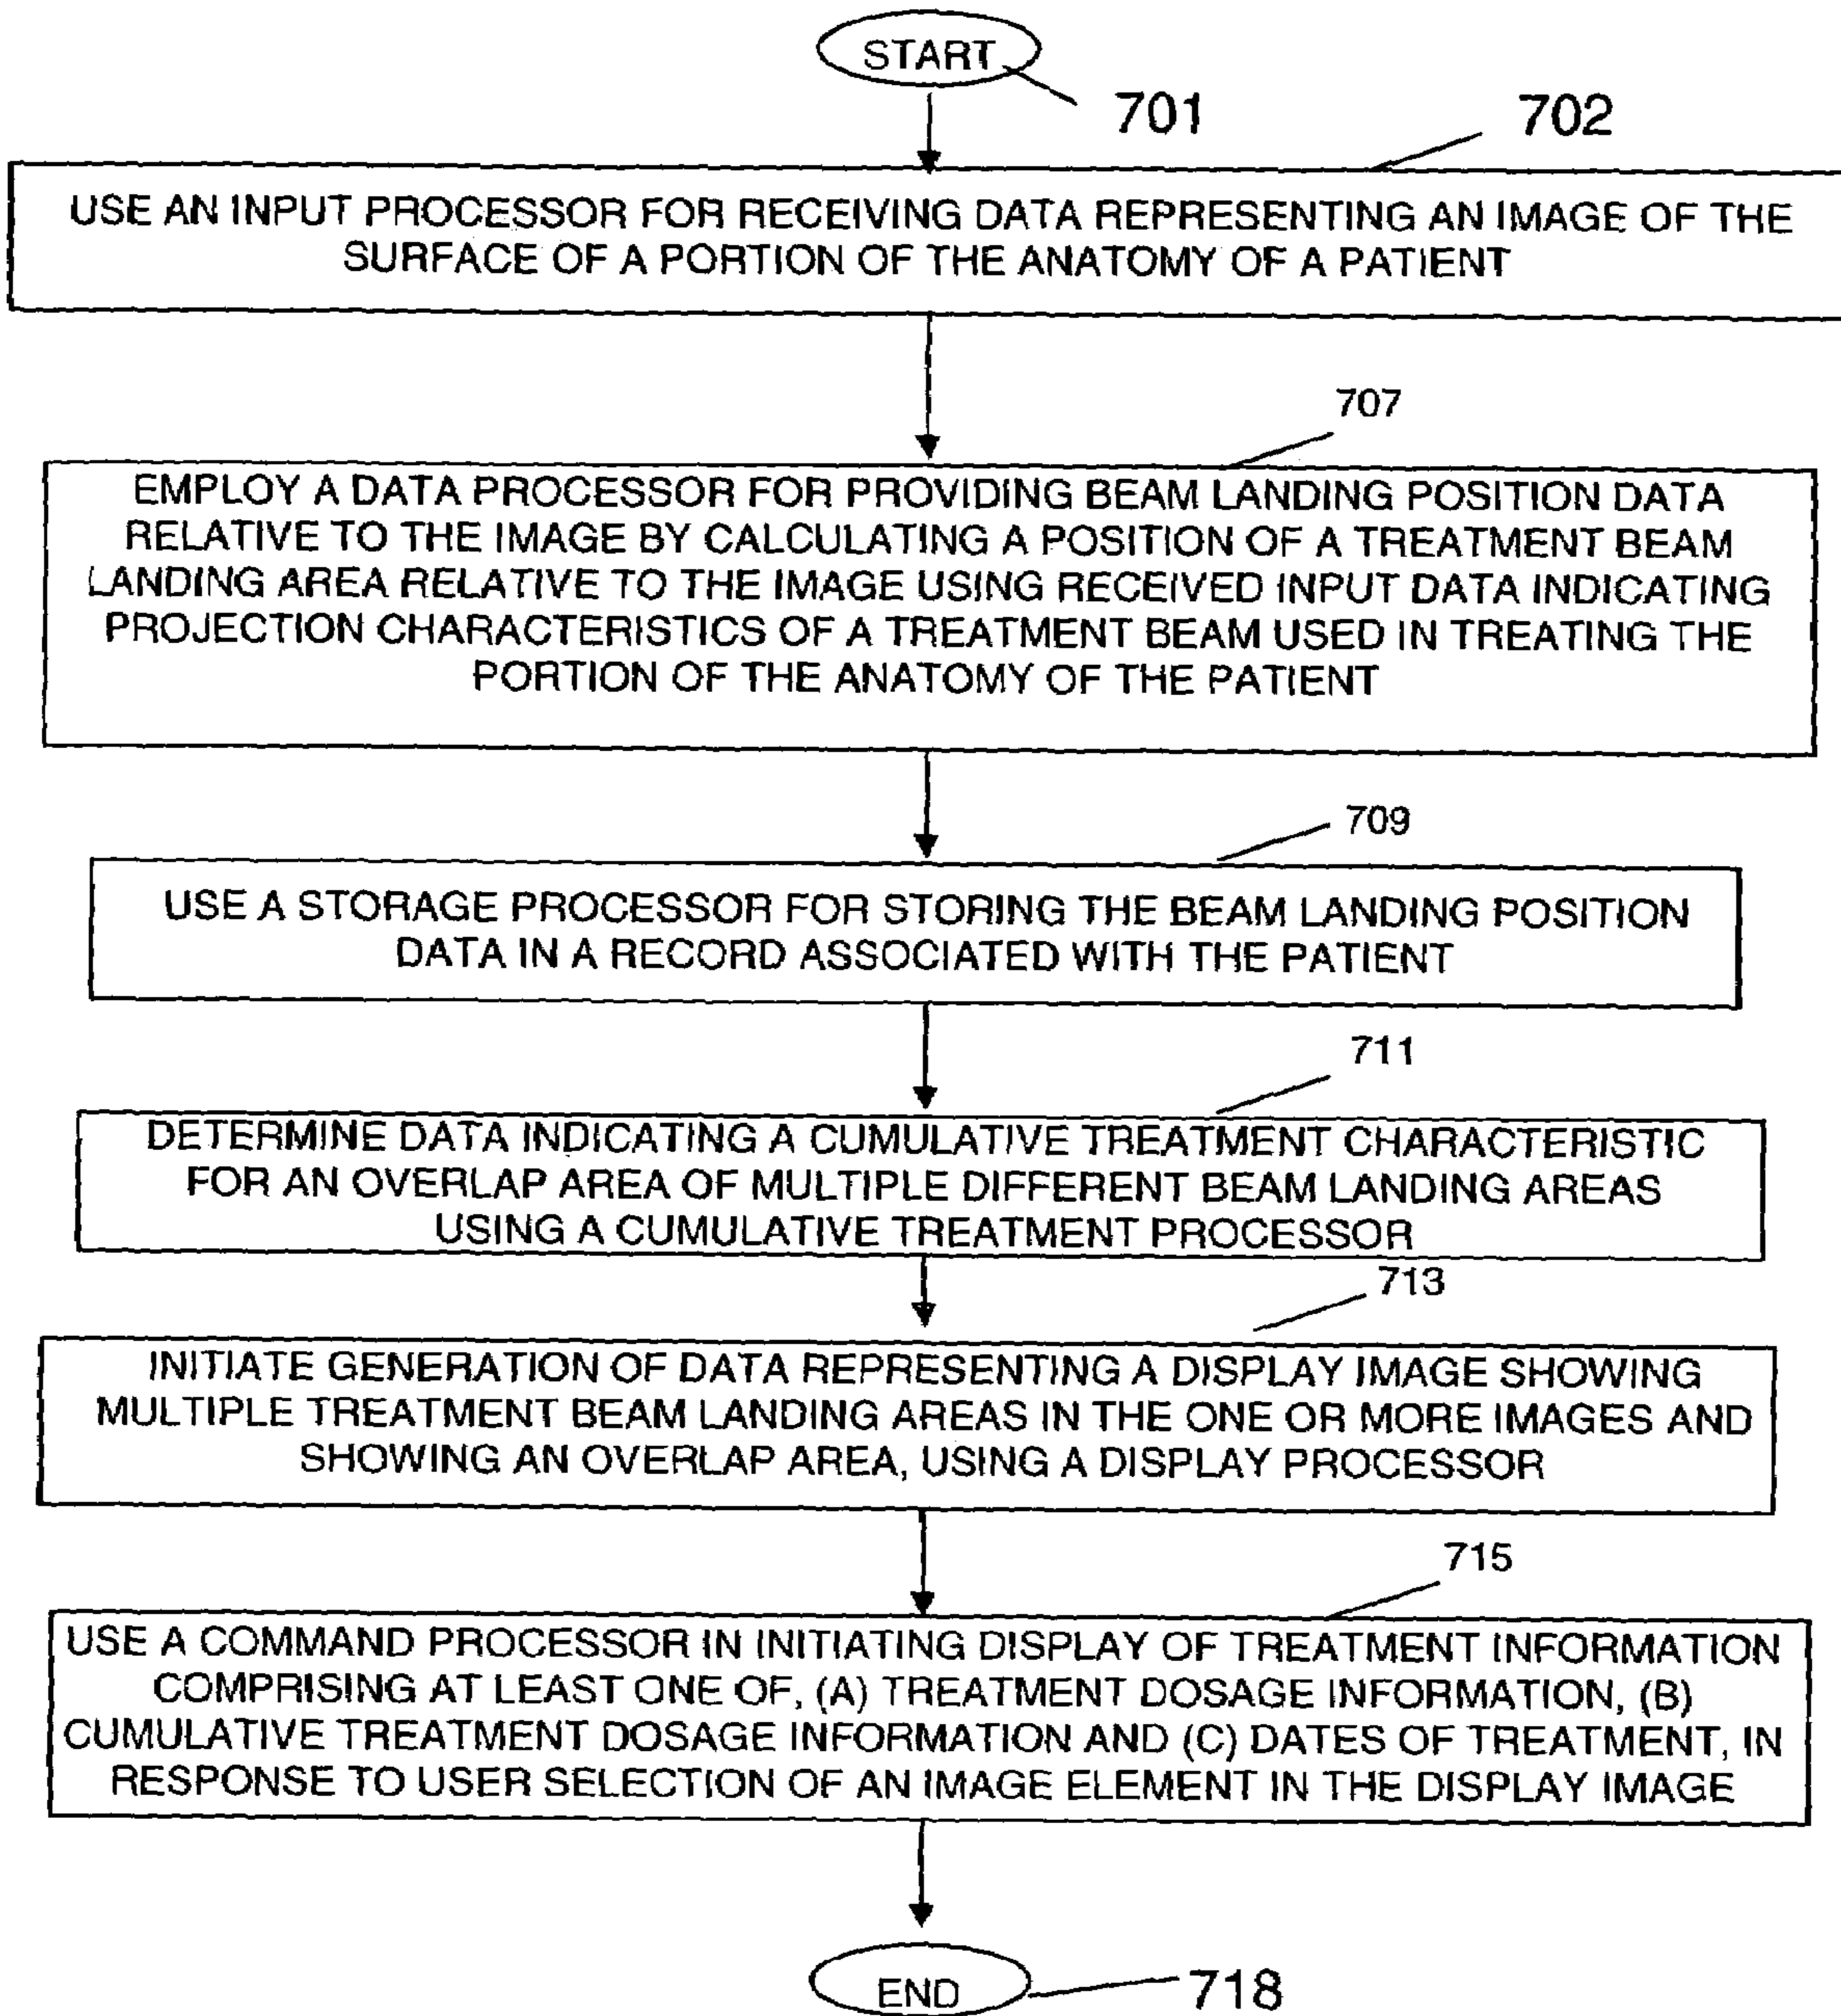 START
701
702
USE AN INPUT PROCESSOR FOR RECEIVING DATA REPRESENTING AN IMAGE OF THE
SURFACE OF A PORTION OF THE ANATOMY OF A PATIENT
707
EMPLOY A DATA PROCESSOR FOR PROVIDING BEAM LANDING POSITION DATA
RELATIVE TO THE IMAGE BY CALCULATING A POSITION OF A TREATMENT BEAM
LANDING AREA RELATIVE TO THE IMAGE USING RECEIVED INPUT DATA INDICATING
PROJECTION CHARACTERISTICS OF A TREATMENT BEAM USED IN TREATING THE
PORTION OF THE ANATOMY OF THE PATIENT
709
USE A STORAGE PROCESSOR FOR STORING THE BEAM LANDING POSITION
DATA IN A RECORD ASSOCIATED WITH THE PATIENT
711
DETERMINE DATA INDICATING A CUMULATIVE TREATMENT CHARACTERISTIC
FOR AN OVERLAP AREA OF MULTIPLE DIFFERENT BEAM LANDING AREAS
USING A CUMULATIVE TREATMENT PROCESSOR
713
INITIATE GENERATION OF DATA REPRESENTING A DISPLAY IMAGE SHOWING
MULTIPLE TREATMENT BEAM LANDING AREAS IN THE ONE OR MORE IMAGES AND
SHOWING AN OVERLAP AREA, USING A DISPLAY PROCESSOR
715
USE A COMMAND PROCESSOR IN INITIATING DISPLAY OF TREATMENT INFORMATION
COMPRISING AT LEAST ONE OF, (A) TREATMENT DOSAGE INFORMATION, (B)
CUMULATIVE TREATMENT DOSAGE INFORMATION AND (C) DATES OF TREATMENT, IN
RESPONSE TO USER SELECTION OF AN IMAGE ELEMENT IN THE DISPLAY IMAGE
END
718